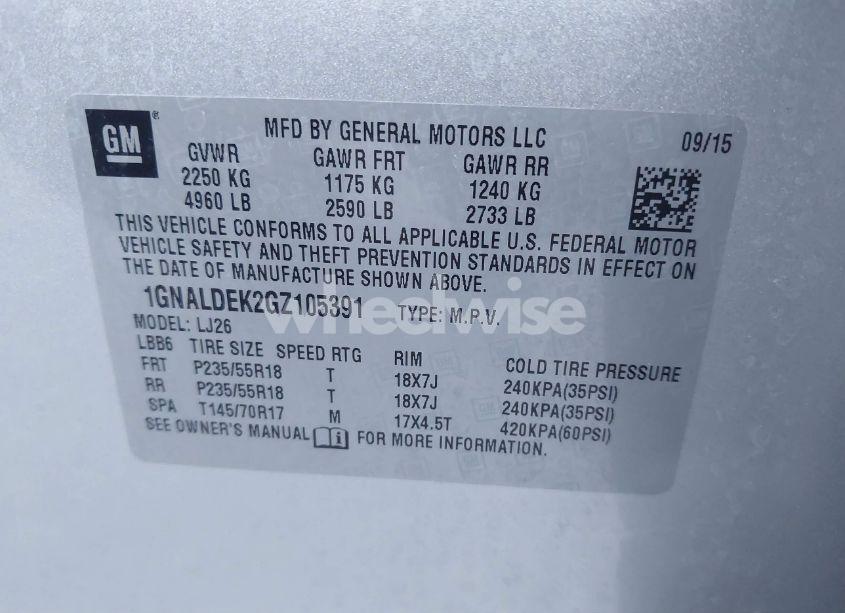 GM®
MFD BY GENERAL MOTORS LLC 09/15
GVWR GAWR FRT GAWR RR
2250 KG 1175 KG 1240 KG
4960 LB 2590 LB 2733 LB
THIS VEHICLE CONFORMS TO ALL APPLICABLE U.S. FEDERAL MOTOR
VEHICLE SAFETY AND THEFT PREVENTION STANDARDS IN EFFECT ON
THE DATE OF MANUFACTURE SHOWN ABOVE.
1GNALDEK2GZ105391 TYPE: M.P.V.
wheelwise
MODEL: LJ26
LBB6 TIRE SIZE SPEED RTG RIM COLD TIRE PRESSURE
FRT P235/55R18 T 18X7J 240KPA(35PSI)
RR P235/55R18 T 18X7J 240KPA(35PSI)
SPA T145/70R17 M 17X4.5T 420KPA(60PSI)
SEE OWNER'S MANUAL i FOR MORE INFORMATION.